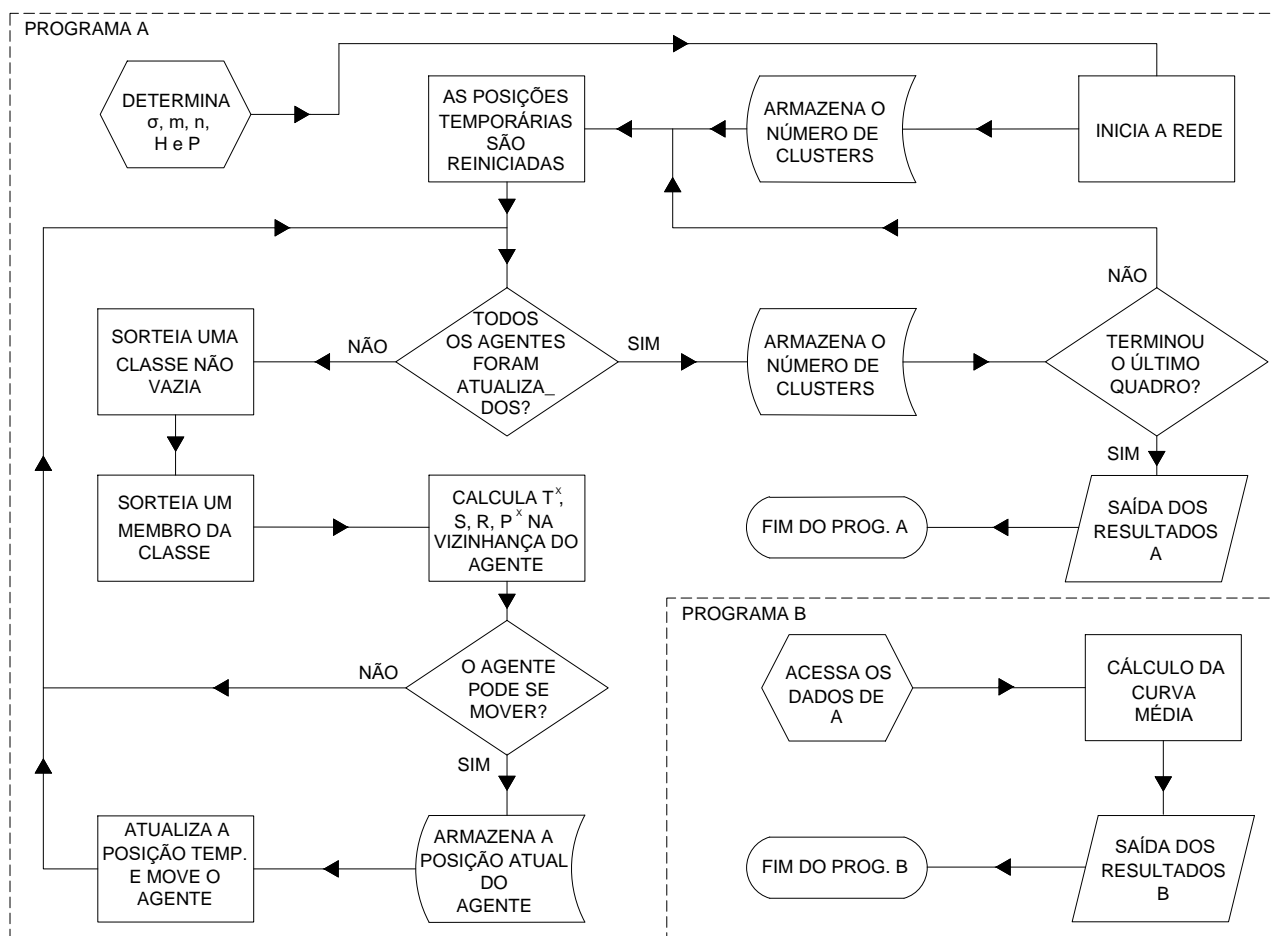 PROGRAMA A
DETERMINA
σ, m, n,
H e P
AS POSIÇÕES
TEMPORÁRIAS
SÃO
REINICIADAS
ARMAZENA O
NÚMERO DE
CLUSTERS
INICIA A REDE
NÃO
SORTEIA UMA
CLASSE NÃO
VAZIA
NÃO
TODOS
OS AGENTES
FORAM
ATUALIZA_
DOS?
SIM
ARMAZENA O
NÚMERO DE
CLUSTERS
TERMINOU
O ÚLTIMO
QUADRO?
SIM
SORTEIA UM
MEMBRO DA
CLASSE
CALCULA Tˣ,
S, R, Pˣ NA
VIZINHANÇA DO
AGENTE
FIM DO PROG. A
SAÍDA DOS
RESULTADOS
A
NÃO
O AGENTE
PODE SE
MOVER?
SIM
ATUALIZA A
POSIÇÃO TEMP.
E MOVE O
AGENTE
ARMAZENA A
POSIÇÃO ATUAL
DO
AGENTE
PROGRAMA B
ACESSA OS
DADOS DE
A
CÁLCULO DA
CURVA
MÉDIA
FIM DO PROG. B
SAÍDA DOS
RESULTADOS
B